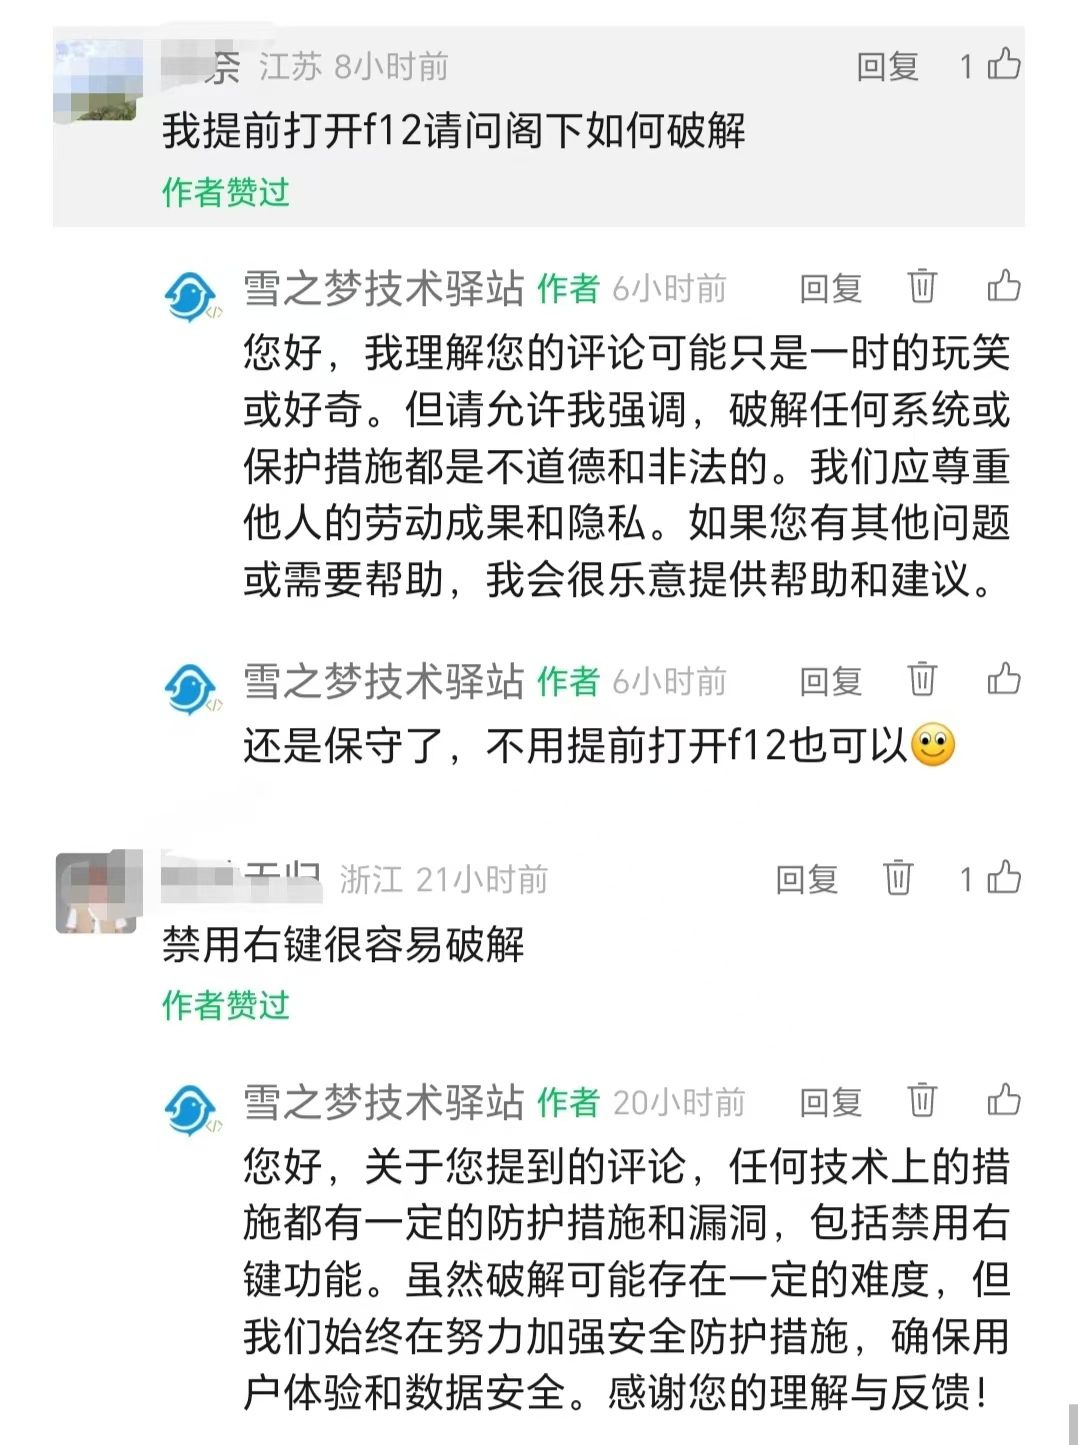 奈 江苏 8小时前 回复 1
我提前打开f12请问阁下如何破解
作者赞过
雪之梦技术驿站 作者 6小时前 回复
您好，我理解您的评论可能只是一时的玩笑
或好奇。但请允许我强调，破解任何系统或
保护措施都是不道德和非法的。我们应尊重
他人的劳动成果和隐私。如果您有其他问题
或需要帮助，我会很乐意提供帮助和建议。
雪之梦技术驿站 作者 6小时前 回复
还是保守了，不用提前打开f12也可以🙂
浙江 21小时前 回复 1
禁用右键很容易破解
作者赞过
雪之梦技术驿站 作者 20小时前 回复
您好，关于您提到的评论，任何技术上的措
施都有一定的防护措施和漏洞，包括禁用右
键功能。虽然破解可能存在一定的难度，但
我们始终在努力加强安全防护措施，确保用
户体验和数据安全。感谢您的理解与反馈！